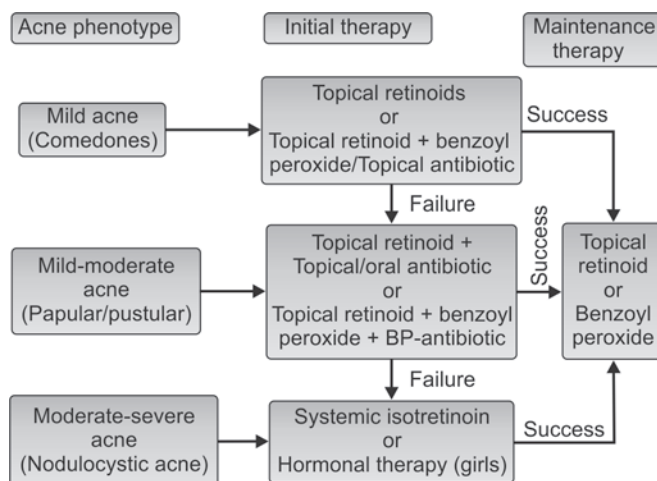 Acne phenotype
Initial therapy
Maintenance
therapy
Mild acne
(Comedones)
Topical retinoids
or
Topical retinoid + benzoyl
peroxide/Topical antibiotic
Success
Failure
Mild-moderate
acne
(Papular/pustular)
Topical retinoid +
Topical/oral antibiotic
or
Topical retinoid + benzoyl
peroxide + BP-antibiotic
Success
Topical
retinoid
or
Benzoyl
peroxide
Failure
Moderate-severe
acne
(Nodulocystic acne)
Systemic isotretinoin
or
Hormonal therapy (girls)
Success